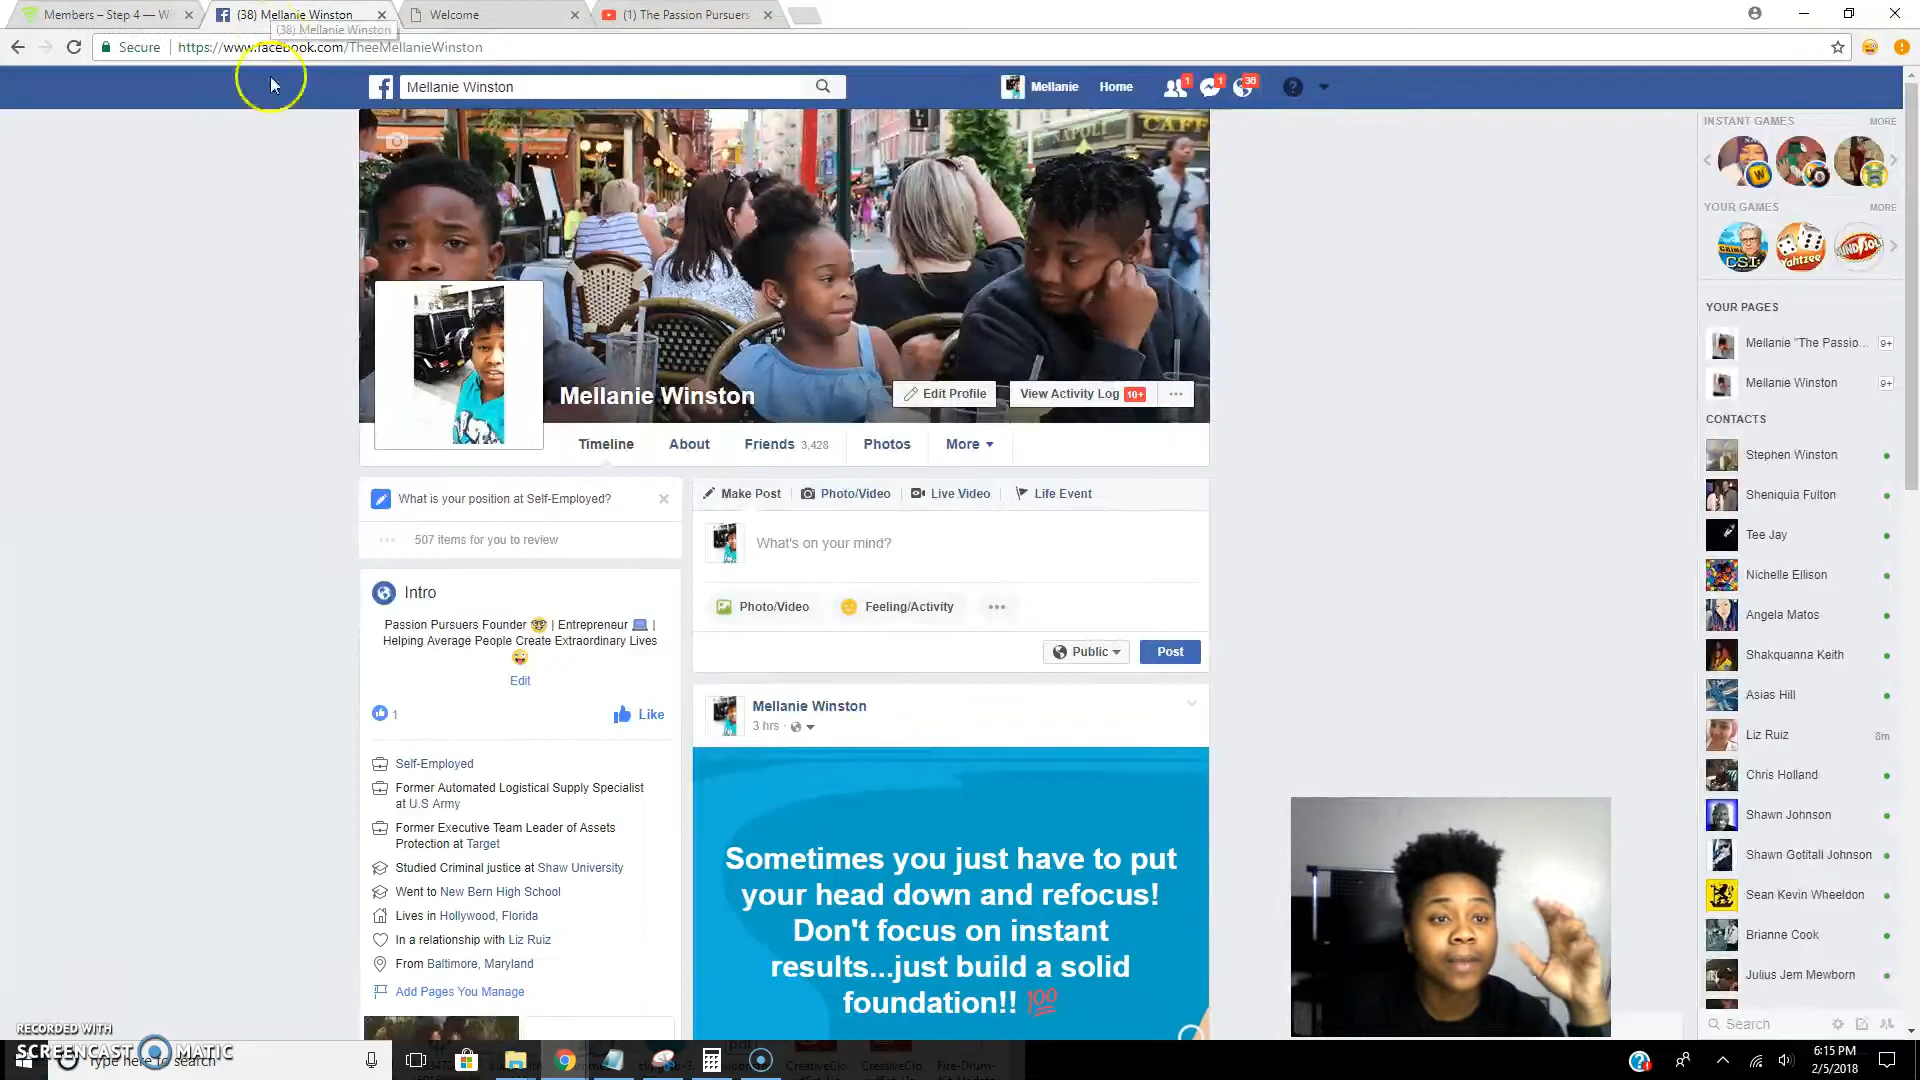 Members – Step 4 — Wi
(38) Mellanie Winston
Welcome
(1) The Passion Pursuers
(38) Mellanie Winston
Secure
https://www.facebook.com/TheeMellanieWinston
Mellanie Winston
Mellanie
Home
1
1
36
NAPOLI
CAFE
Mellanie Winston
Edit Profile
View Activity Log 10+
Timeline
About
Friends 3,428
Photos
More
What is your position at Self-Employed?
507 items for you to review
Intro
Passion Pursuers Founder | Entrepreneur |
Helping Average People Create Extraordinary Lives
Edit
1
Like
Self-Employed
Former Automated Logistical Supply Specialist
at U.S Army
Former Executive Team Leader of Assets
Protection at Target
Studied Criminal justice at Shaw University
Went to New Bern High School
Lives in Hollywood, Florida
In a relationship with Liz Ruiz
From Baltimore, Maryland
Add Pages You Manage
Make Post
Photo/Video
Live Video
Life Event
What's on your mind?
Photo/Video
Feeling/Activity
Public
Post
Mellanie Winston
3 hrs
Sometimes you just have to put
your head down and refocus!
Don't focus on instant
results...just build a solid
foundation!! 💯
INSTANT GAMES
MORE
YOUR GAMES
MORE
CSI:
Yahtzee
YOUR PAGES
Mellanie "The Passio...
9+
Mellanie Winston
9+
CONTACTS
Stephen Winston
Sheniquia Fulton
Tee Jay
Nichelle Ellison
Angela Matos
Shakquanna Keith
Asias Hill
Liz Ruiz
8m
Chris Holland
Shawn Johnson
Shawn Gotitall Johnson
Sean Kevin Wheeldon
Brianne Cook
Julius Jem Mewborn
Search
RECORDED WITH
SCREENCAST MATIC
Type here to search
CreativeClo
CreativeClo
Fire-Drum-
6:15 PM
2/5/2018